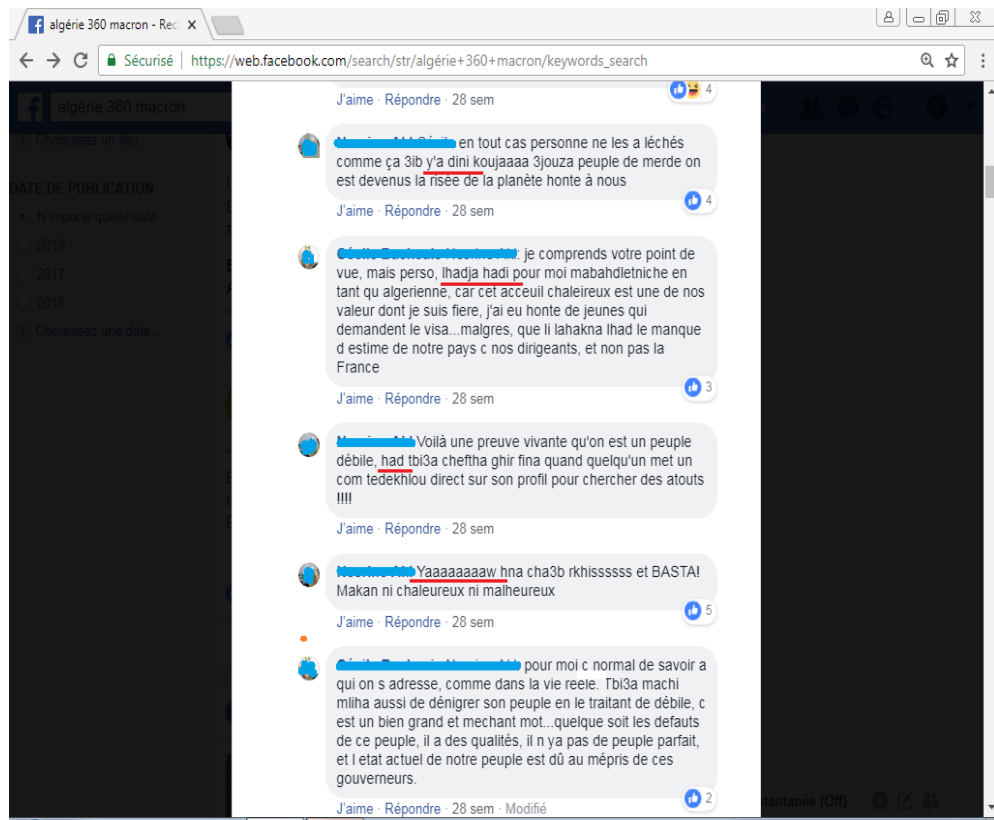 algérie 360 macron - Rec
Sécurisé | https://web.facebook.com/search/str/algérie+360+macron/keywords_search
algérie 360 macron
Choisissez un lieu...
DATE DE PUBLICATION
N'importe quelle date
2018
2017
2016
Choisissez une date...
J'aime · Répondre · 28 sem
4
en tout cas personne ne les a léchés
comme ça 3ib y'a dini koujaaaa 3jouza peuple de merde on
est devenus la risée de la planète honte à nous
4
J'aime · Répondre · 28 sem
: je comprends votre point de
vue, mais perso, lhadja hadi pour moi mabahdletniche en
tant qu algerienne, car cet acceuil chaleireux est une de nos
valeur dont je suis fiere, j'ai eu honte de jeunes qui
demandent le visa...malgres, que li lahakna lhad le manque
d estime de notre pays c nos dirigeants, et non pas la
France
3
J'aime · Répondre · 28 sem
Voilà une preuve vivante qu'on est un peuple
débile, had tbi3a cheftha ghir fina quand quelqu'un met un
com tedekhlou direct sur son profil pour chercher des atouts
!!!!
J'aime · Répondre · 28 sem
Yaaaaaaaaw hna cha3b rkhissssss et BASTA!
Makan ni chaleureux ni malheureux
5
J'aime · Répondre · 28 sem
pour moi c normal de savoir a
qui on s adresse, comme dans la vie reele. Tbi3a machi
mliha aussi de dénigrer son peuple en le traitant de débile, c
est un bien grand et mechant mot...quelque soit les defauts
de ce peuple, il a des qualités, il n ya pas de peuple parfait,
et l etat actuel de notre peuple est dû au mépris de ces
gouverneurs.
2
J'aime · Répondre · 28 sem · Modifié
stantanée (Off)